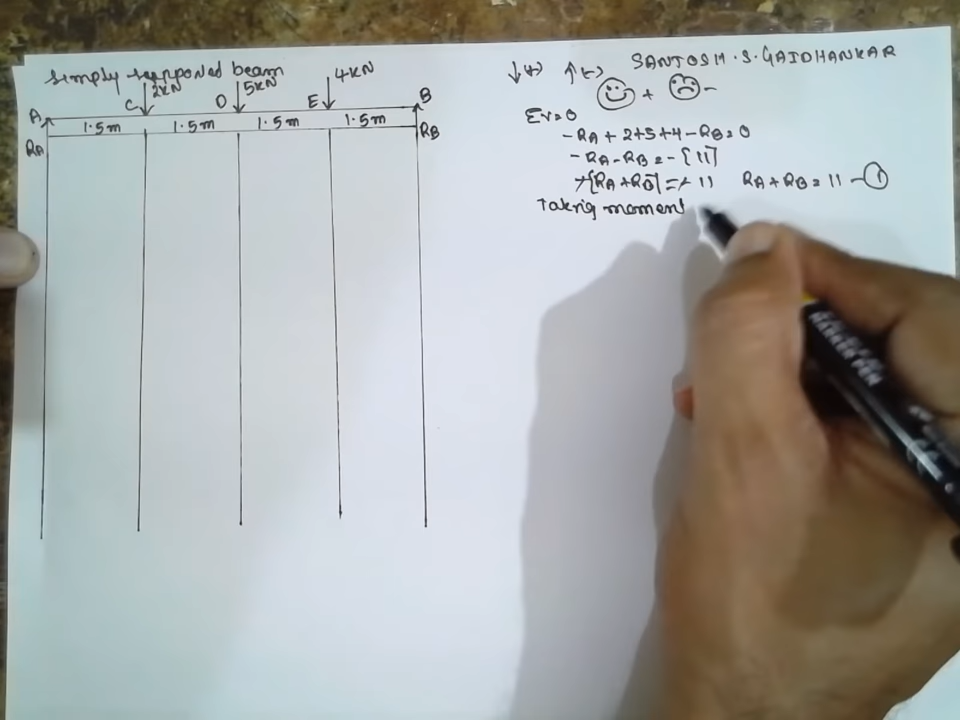 simply supported beam
C 2KN D 5KN E 4KN
A B
1.5m 1.5m 1.5m 1.5m
RA RB
↓(+) ↑(-) SANTOSH.S.GAIDHANKAR
☺ + ☹ -
Σv=0
-RA + 2+5+4 - RB = 0
-RA - RB = -[11]
-[RA + RB] = - 11 RA + RB = 11 - ①
Taking moment
MARKER PEN